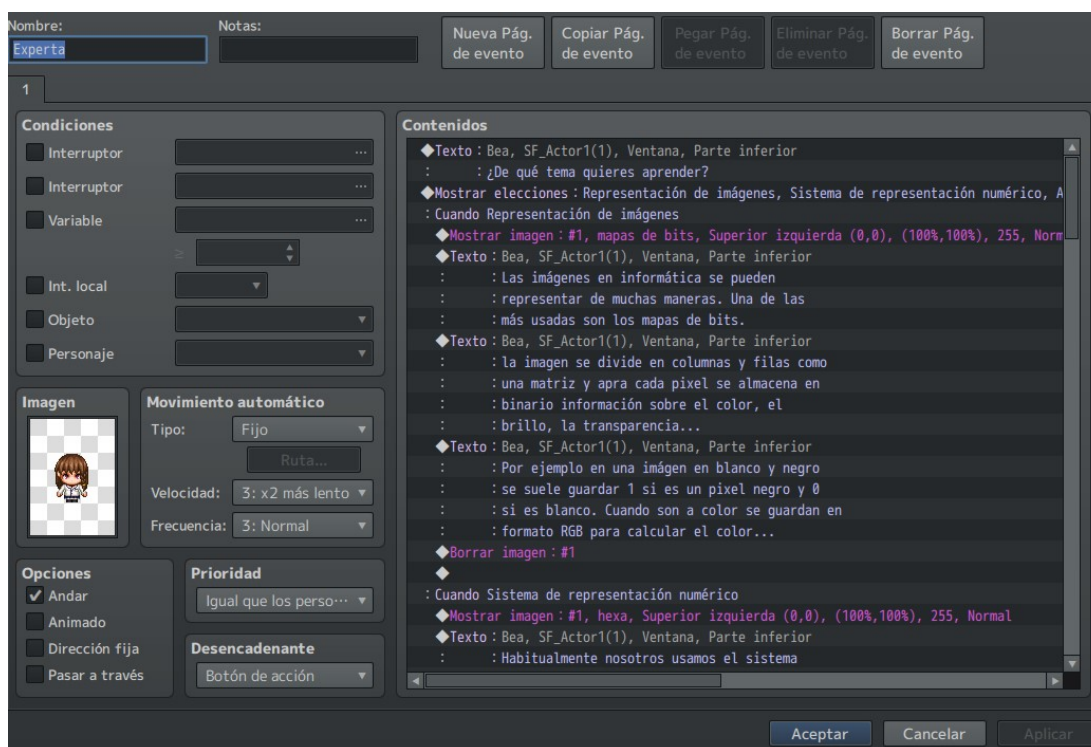 Nombre:
Notas:
Experta
Nueva Pág.
de evento
Copiar Pág.
de evento
Pegar Pág.
de evento
Eliminar Pág.
de evento
Borrar Pág.
de evento
1
Condiciones
Interruptor ...
Interruptor ...
Variable ...
≥
Int. local
Objeto
Personaje
Imagen
Movimiento automático
Tipo: Fijo
Ruta...
Velocidad: 3: x2 más lento
Frecuencia: 3: Normal
Opciones
Andar
Animado
Dirección fija
Pasar a través
Prioridad
Igual que los perso...
Desencadenante
Botón de acción
Contenidos
◆Texto : Bea, SF_Actor1(1), Ventana, Parte inferior
: : ¿De qué tema quieres aprender?
◆Mostrar elecciones : Representación de imágenes, Sistema de representación numérico, A
: Cuando Representación de imágenes
◆Mostrar imagen : #1, mapas de bits, Superior izquierda (0,0), (100%,100%), 255, Norm
◆Texto : Bea, SF_Actor1(1), Ventana, Parte inferior
: : Las imágenes en informática se pueden
: : representar de muchas maneras. Una de las
: : más usadas son los mapas de bits.
◆Texto : Bea, SF_Actor1(1), Ventana, Parte inferior
: : la imagen se divide en columnas y filas como
: : una matriz y apra cada pixel se almacena en
: : binario información sobre el color, el
: : brillo, la transparencia...
◆Texto : Bea, SF_Actor1(1), Ventana, Parte inferior
: : Por ejemplo en una imágen en blanco y negro
: : se suele guardar 1 si es un pixel negro y 0
: : si es blanco. Cuando son a color se guardan en
: : formato RGB para calcular el color...
◆Borrar imagen : #1
◆
: Cuando Sistema de representación numérico
◆Mostrar imagen : #1, hexa, Superior izquierda (0,0), (100%,100%), 255, Normal
◆Texto : Bea, SF_Actor1(1), Ventana, Parte inferior
: : Habitualmente nosotros usamos el sistema
Aceptar
Cancelar
Aplicar